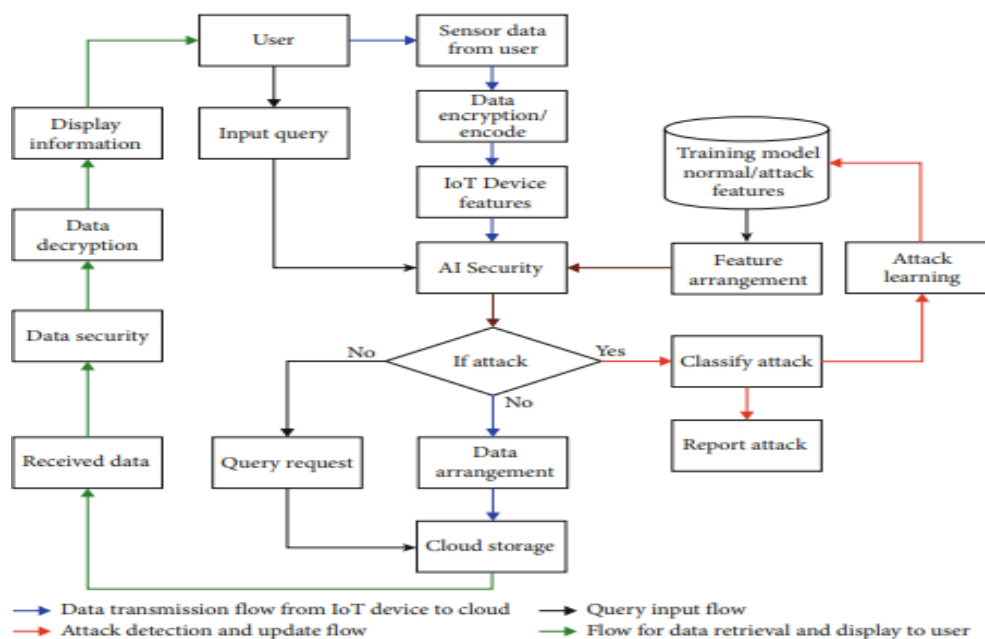 User
Sensor data
from user
Display
information
Input query
Data
encryption/
encode
Training model
normal/attack
features
IoT Device
features
Data
decryption
AI Security
Feature
arrangement
Attack
learning
Data security
No
If attack
Yes
Classify attack
No
Received data
Query request
Data
arrangement
Report attack
Cloud storage
Data transmission flow from IoT device to cloud
Query input flow
Attack detection and update flow
Flow for data retrieval and display to user